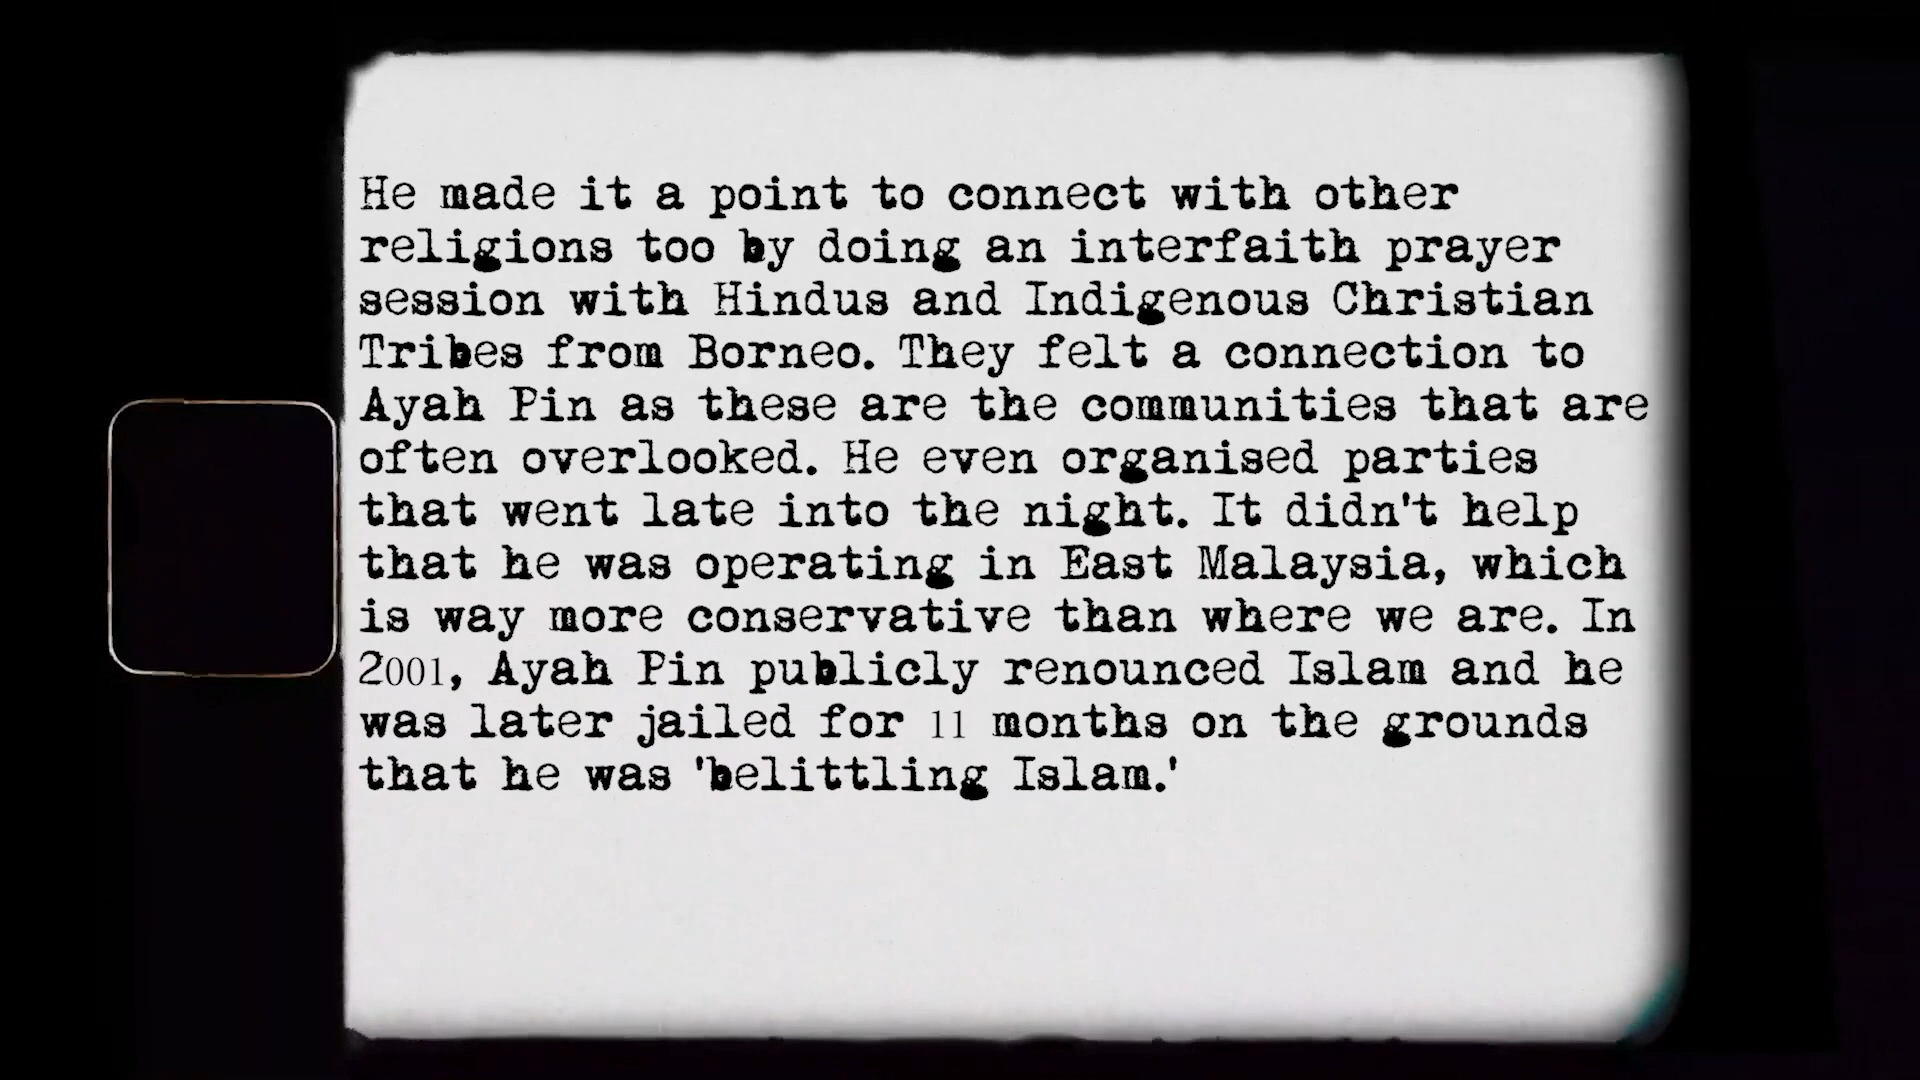 He made it a point to connect with other
religions too by doing an interfaith prayer
session with Hindus and Indigenous Christian
Tribes from Borneo. They felt a connection to
Ayah Pin as these are the communities that are
often overlooked. He even organised parties
that went late into the night. It didn't help
that he was operating in East Malaysia, which
is way more conservative than where we are. In
2001, Ayah Pin publicly renounced Islam and he
was later jailed for 11 months on the grounds
that he was 'belittling Islam.'